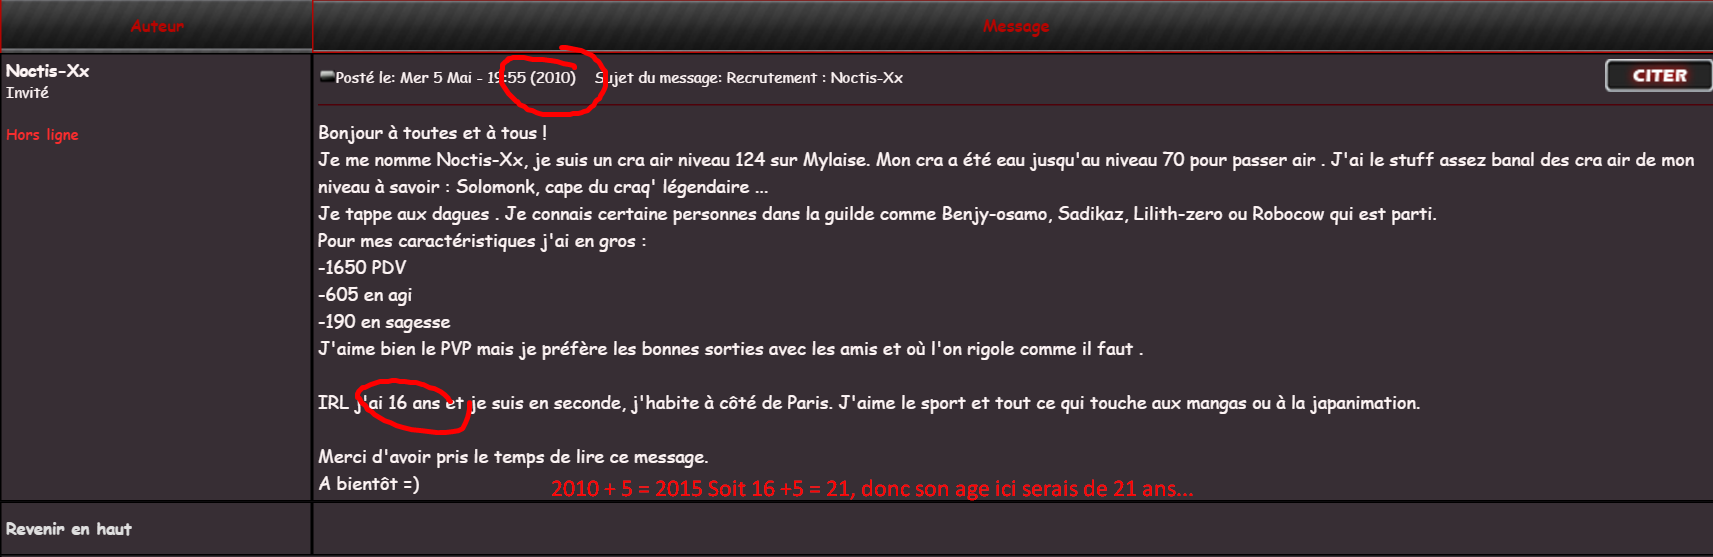 Auteur
Message
Noctis-Xx
Invité
Hors ligne
Posté le: Mer 5 Mai - 19:55 (2010) Sujet du message: Recrutement : Noctis-Xx
CITER
Bonjour à toutes et à tous !
Je me nomme Noctis-Xx, je suis un cra air niveau 124 sur Mylaise. Mon cra a été eau jusqu'au niveau 70 pour passer air . J'ai le stuff assez banal des cra air de mon
niveau à savoir : Solomonk, cape du craq' légendaire ...
Je tappe aux dagues . Je connais certaine personnes dans la guilde comme Benjy-osamo, Sadikaz, Lilith-zero ou Robocow qui est parti.
Pour mes caractéristiques j'ai en gros :
-1650 PDV
-605 en agi
-190 en sagesse
J'aime bien le PVP mais je préfère les bonnes sorties avec les amis et où l'on rigole comme il faut .
IRL j'ai 16 ans et je suis en seconde, j'habite à côté de Paris. J'aime le sport et tout ce qui touche aux mangas ou à la japanimation.
Merci d'avoir pris le temps de lire ce message.
A bientôt =)
2010 + 5 = 2015 Soit 16 +5 = 21, donc son age ici serais de 21 ans...
Revenir en haut